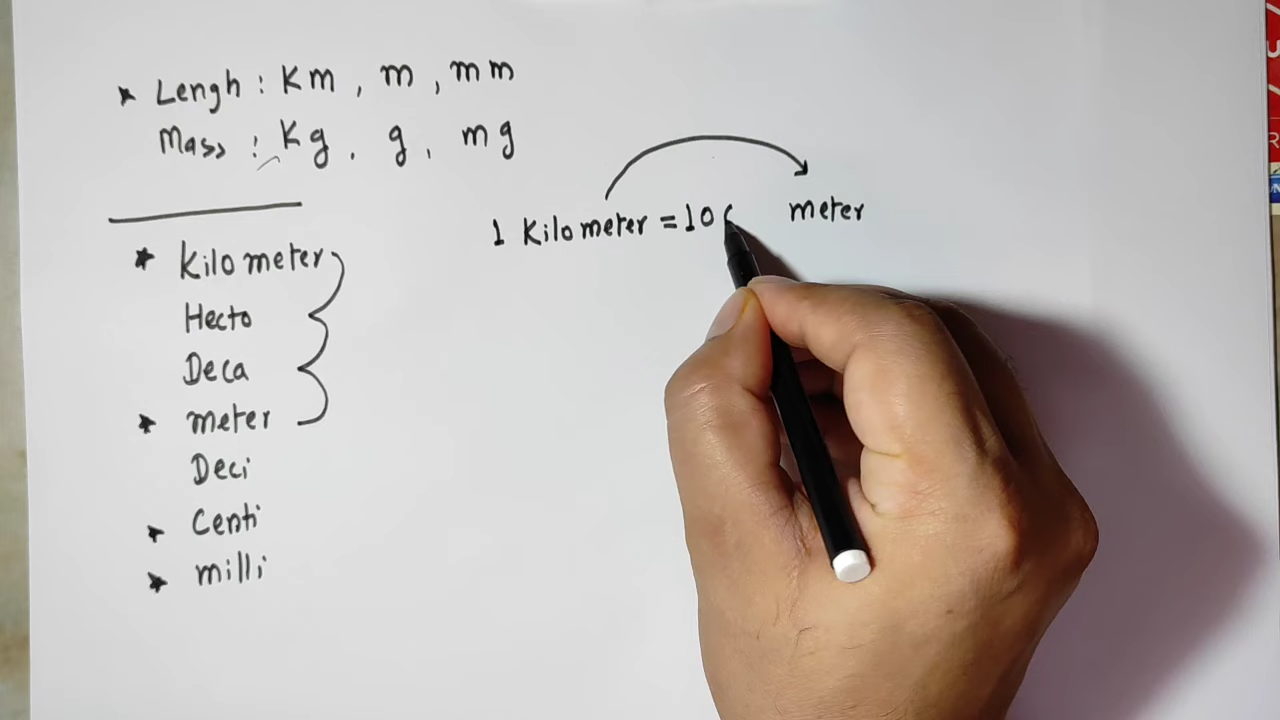 ★ Lengh : Km , m , mm
Mass : Kg , g , mg
1 Kilometer = 10 meter
★ Kilometer
Hecto
Deca
★ meter
Deci
★ Centi
★ milli